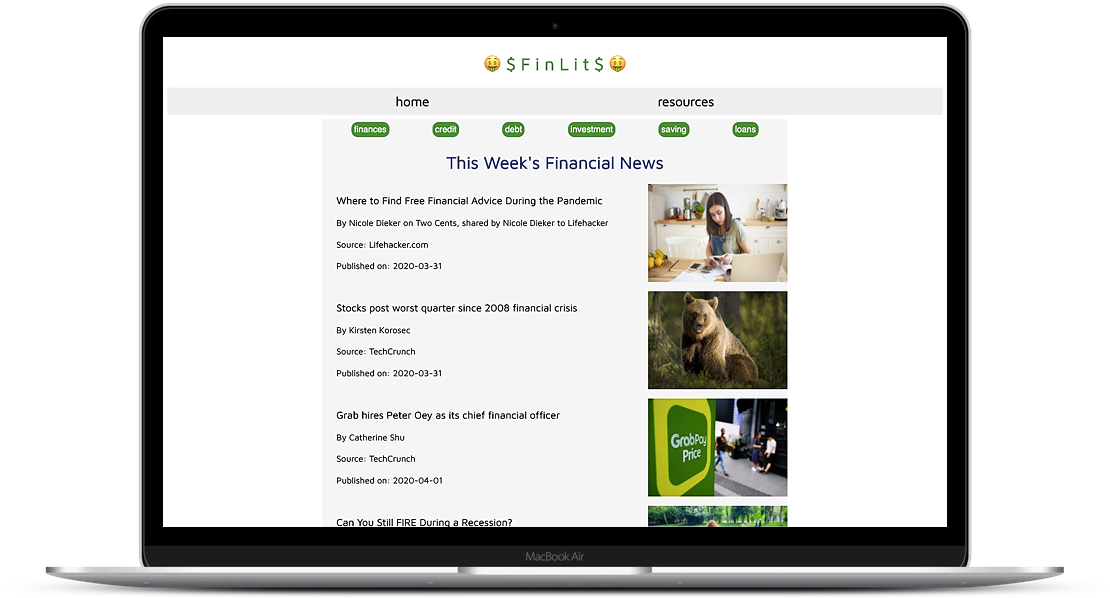 🤑 $ F i n L i t $ 🤑
home resources
finances credit debt investment saving loans
This Week's Financial News
Where to Find Free Financial Advice During the Pandemic
By Nicole Dieker on Two Cents, shared by Nicole Dieker to Lifehacker
Source: Lifehacker.com
Published on: 2020-03-31
Stocks post worst quarter since 2008 financial crisis
By Kirsten Korosec
Source: TechCrunch
Published on: 2020-03-31
Grab hires Peter Oey as its chief financial officer
By Catherine Shu
Source: TechCrunch
Published on: 2020-04-01
GrabPay
Price
Can You Still FIRE During a Recession?
MacBook Air